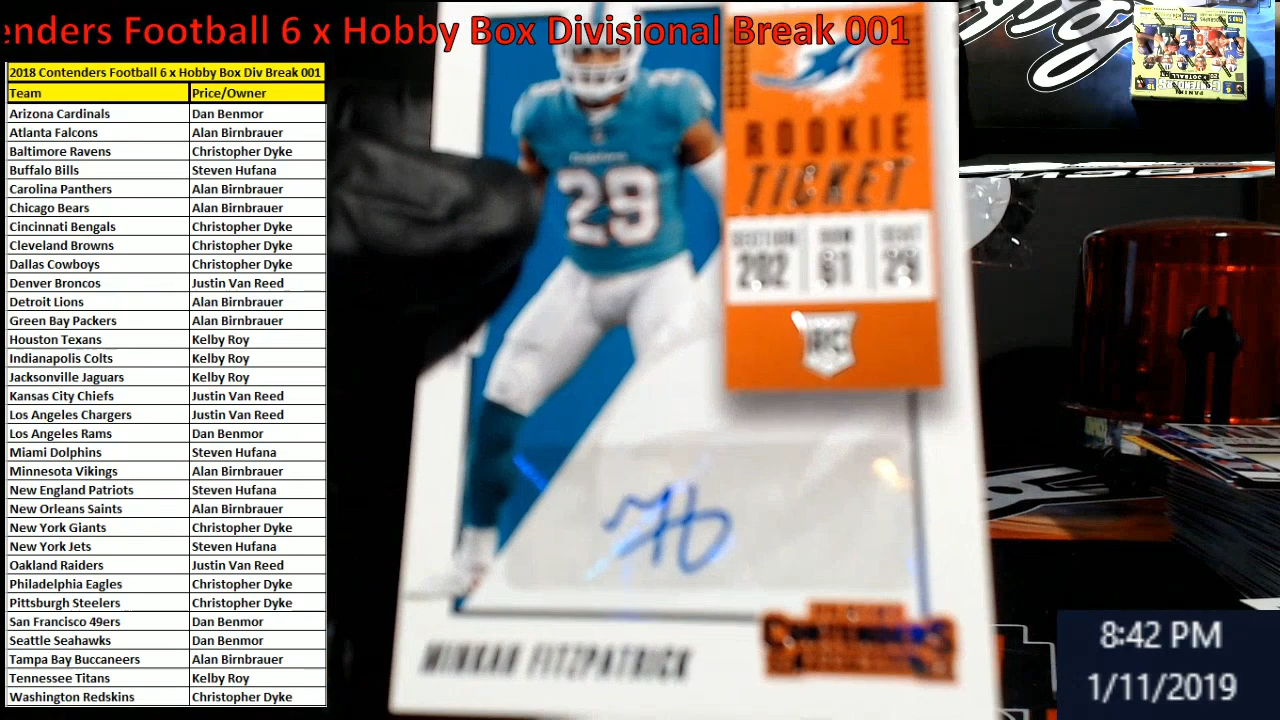 enders Football 6 x Hobby Box Divisional Break 001
2018 Contenders Football 6 x Hobby Box Div Break 001
Team Price/Owner
Arizona Cardinals Dan Benmor
Atlanta Falcons Alan Birnbrauer
Baltimore Ravens Christopher Dyke
Buffalo Bills Steven Hufana
Carolina Panthers Alan Birnbrauer
Chicago Bears Alan Birnbrauer
Cincinnati Bengals Christopher Dyke
Cleveland Browns Christopher Dyke
Dallas Cowboys Christopher Dyke
Denver Broncos Justin Van Reed
Detroit Lions Alan Birnbrauer
Green Bay Packers Alan Birnbrauer
Houston Texans Kelby Roy
Indianapolis Colts Kelby Roy
Jacksonville Jaguars Kelby Roy
Kansas City Chiefs Justin Van Reed
Los Angeles Chargers Justin Van Reed
Los Angeles Rams Dan Benmor
Miami Dolphins Steven Hufana
Minnesota Vikings Alan Birnbrauer
New England Patriots Steven Hufana
New Orleans Saints Alan Birnbrauer
New York Giants Christopher Dyke
New York Jets Steven Hufana
Oakland Raiders Justin Van Reed
Philadelphia Eagles Christopher Dyke
Pittsburgh Steelers Christopher Dyke
San Francisco 49ers Dan Benmor
Seattle Seahawks Dan Benmor
Tampa Bay Buccaneers Alan Birnbrauer
Tennessee Titans Kelby Roy
Washington Redskins Christopher Dyke
29
ROOKIE
TICKET
SECTION ROW SEAT
202 61 29
RC
MINKAH FITZPATRICK
CONTENDERS
8:42 PM
1/11/2019